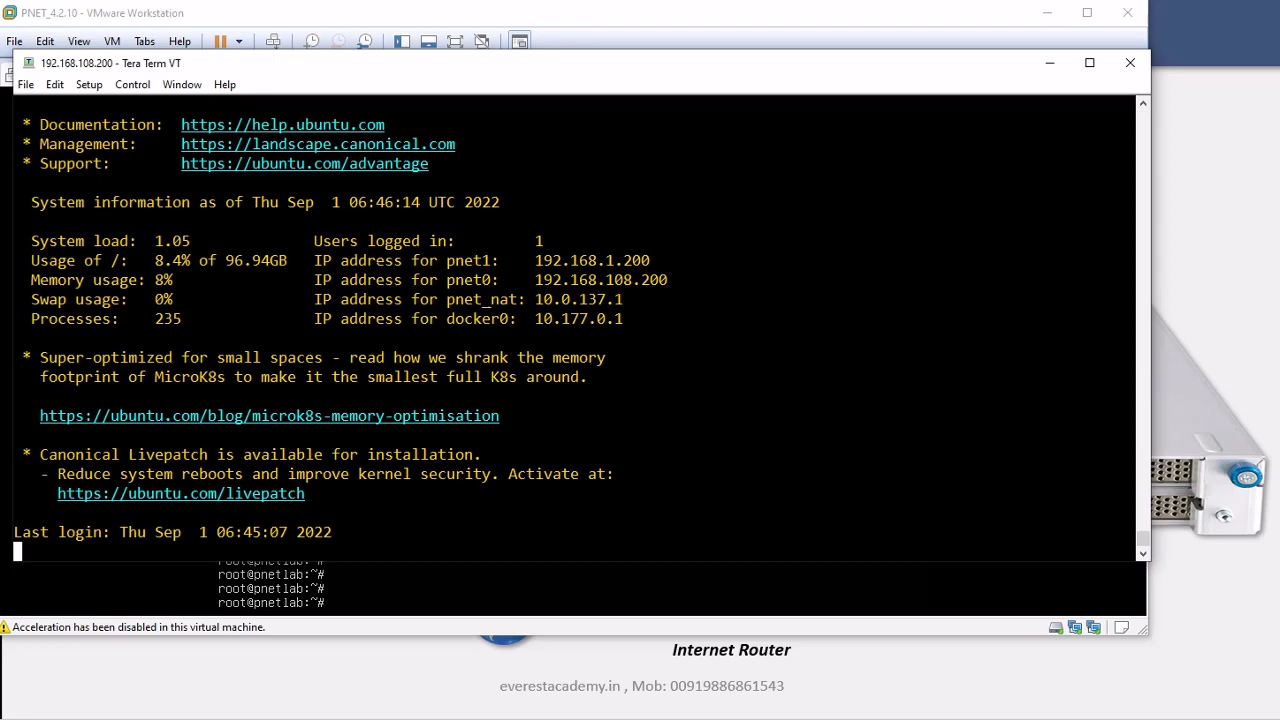 PNET_4.2.10 - VMware Workstation
File Edit View VM Tabs Help
192.168.108.200 - Tera Term VT
File Edit Setup Control Window Help
* Documentation: https://help.ubuntu.com
* Management: https://landscape.canonical.com
* Support: https://ubuntu.com/advantage
System information as of Thu Sep 1 06:46:14 UTC 2022
System load: 1.05 Users logged in: 1
Usage of /: 8.4% of 96.94GB IP address for pnet1: 192.168.1.200
Memory usage: 8% IP address for pnet0: 192.168.108.200
Swap usage: 0% IP address for pnet_nat: 10.0.137.1
Processes: 235 IP address for docker0: 10.177.0.1
* Super-optimized for small spaces - read how we shrank the memory
footprint of MicroK8s to make it the smallest full K8s around.
https://ubuntu.com/blog/microk8s-memory-optimisation
* Canonical Livepatch is available for installation.
- Reduce system reboots and improve kernel security. Activate at:
https://ubuntu.com/livepatch
Last login: Thu Sep 1 06:45:07 2022
root@pnetlab:~#
root@pnetlab:~#
root@pnetlab:~#
root@pnetlab:~#
Acceleration has been disabled in this virtual machine.
Internet Router
everestacademy.in , Mob: 00919886861543